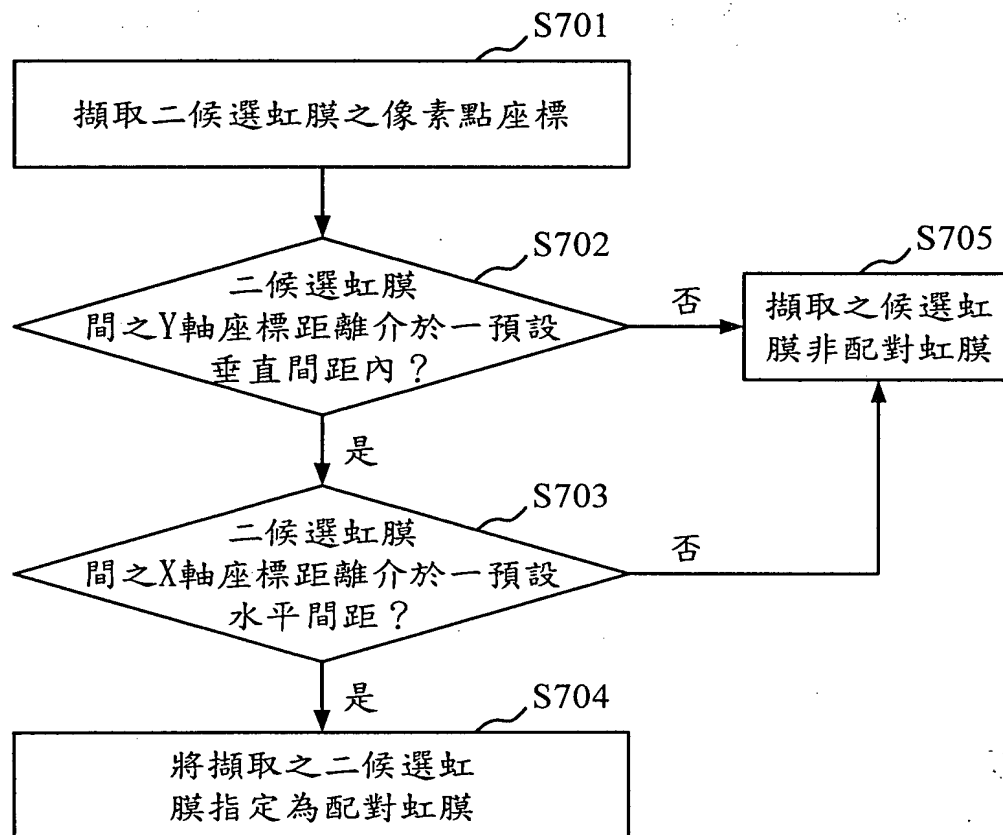 S701
擷取二候選虹膜之像素點座標
S702
二候選虹膜
間之Y軸座標距離介於一預設
垂直間距內？
否
S705
擷取之候選虹
膜非配對虹膜
是
S703
二候選虹膜
間之X軸座標距離介於一預設
水平間距？
否
是
S704
將擷取之二候選虹
膜指定為配對虹膜